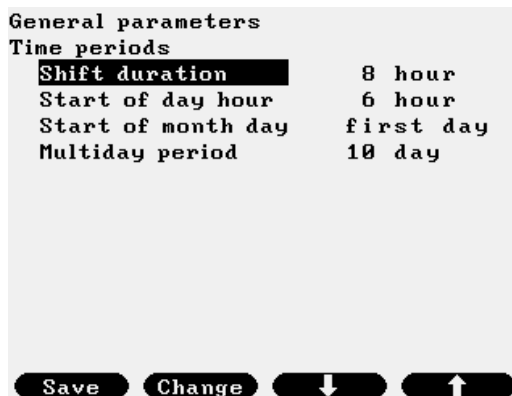 General parameters
Time periods
Shift duration 8 hour
Start of day hour 6 hour
Start of month day first day
Multiday period 10 day
Save Change ⬇ ⬆